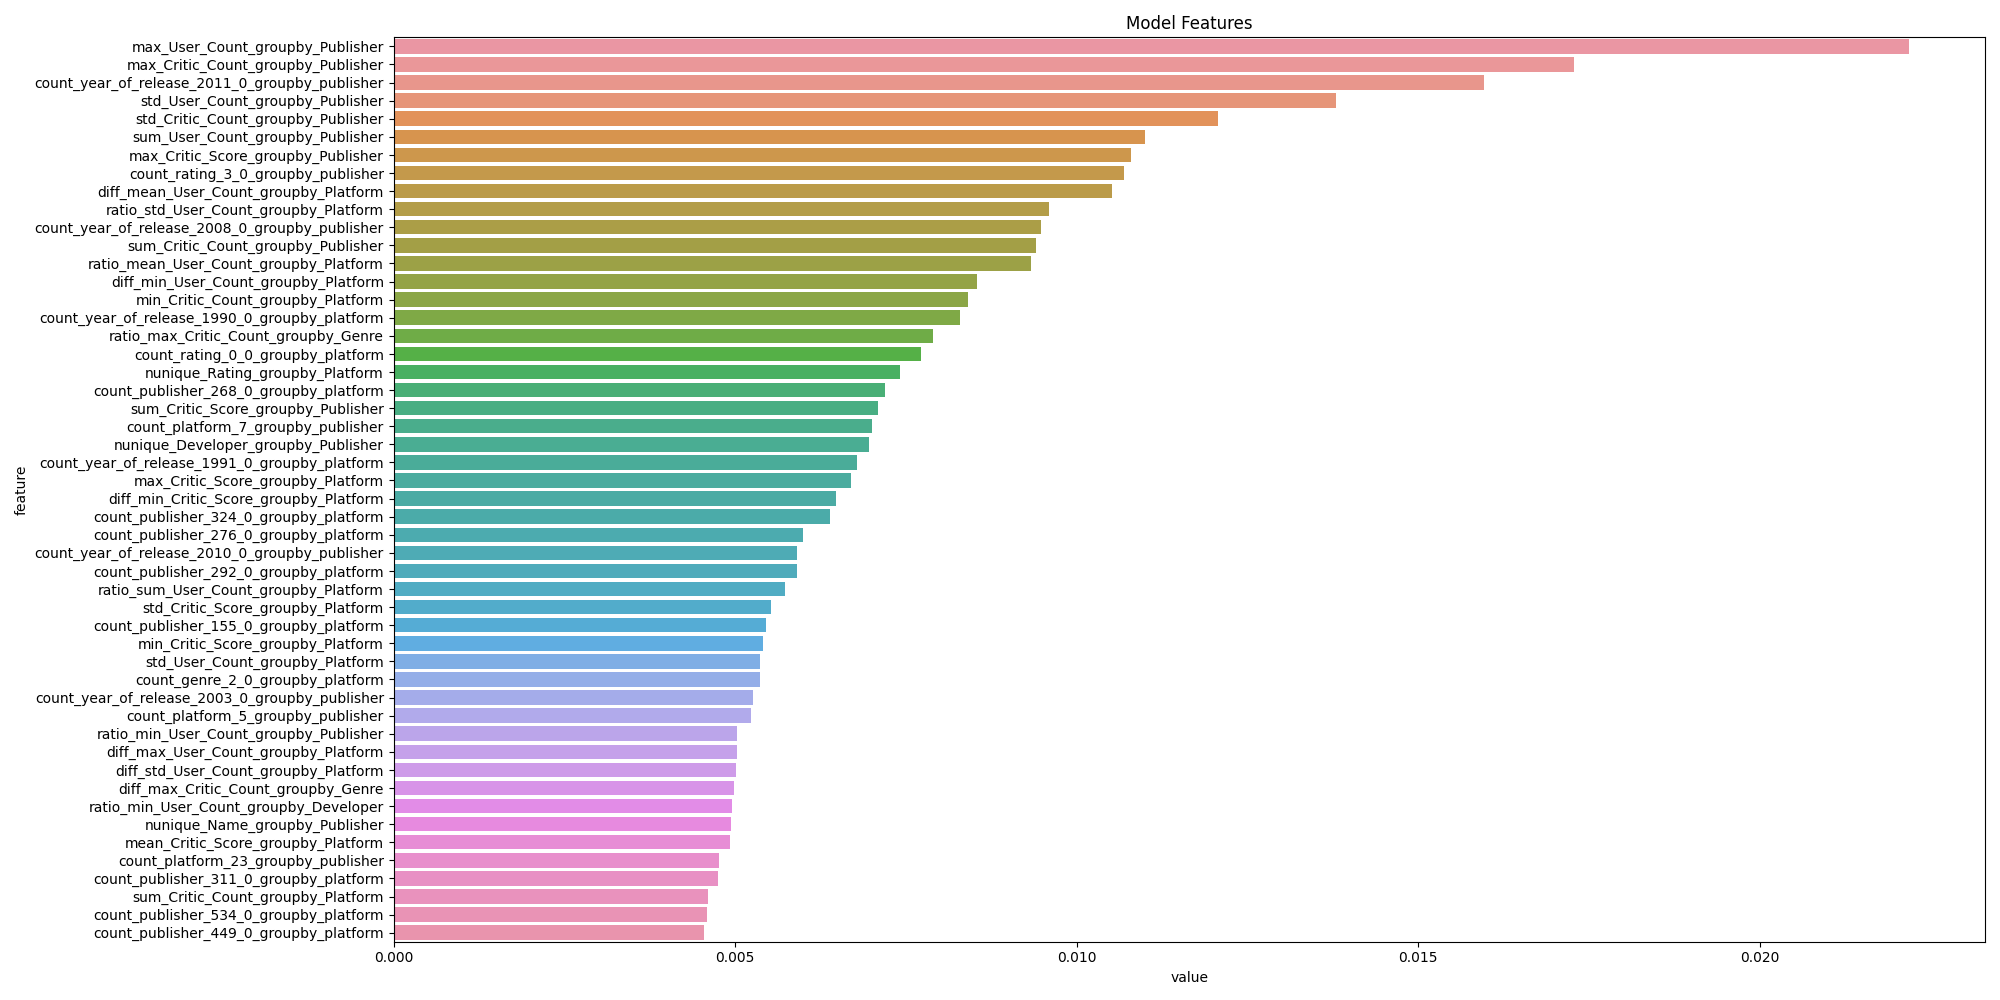 Model Features
max_User_Count_groupby_Publisher
max_Critic_Count_groupby_Publisher
count_year_of_release_2011_0_groupby_publisher
std_User_Count_groupby_Publisher
std_Critic_Count_groupby_Publisher
sum_User_Count_groupby_Publisher
max_Critic_Score_groupby_Publisher
count_rating_3_0_groupby_publisher
diff_mean_User_Count_groupby_Platform
ratio_std_User_Count_groupby_Platform
count_year_of_release_2008_0_groupby_publisher
sum_Critic_Count_groupby_Publisher
ratio_mean_User_Count_groupby_Platform
diff_min_User_Count_groupby_Platform
min_Critic_Count_groupby_Platform
count_year_of_release_1990_0_groupby_platform
ratio_max_Critic_Count_groupby_Genre
count_rating_0_0_groupby_platform
nunique_Rating_groupby_Platform
count_publisher_268_0_groupby_platform
sum_Critic_Score_groupby_Publisher
count_platform_7_groupby_publisher
nunique_Developer_groupby_Publisher
count_year_of_release_1991_0_groupby_platform
max_Critic_Score_groupby_Platform
diff_min_Critic_Score_groupby_Platform
count_publisher_324_0_groupby_platform
count_publisher_276_0_groupby_platform
count_year_of_release_2010_0_groupby_publisher
count_publisher_292_0_groupby_platform
ratio_sum_User_Count_groupby_Platform
std_Critic_Score_groupby_Platform
count_publisher_155_0_groupby_platform
min_Critic_Score_groupby_Platform
std_User_Count_groupby_Platform
count_genre_2_0_groupby_platform
count_year_of_release_2003_0_groupby_publisher
count_platform_5_groupby_publisher
ratio_min_User_Count_groupby_Publisher
diff_max_User_Count_groupby_Platform
diff_std_User_Count_groupby_Platform
diff_max_Critic_Count_groupby_Genre
ratio_min_User_Count_groupby_Developer
nunique_Name_groupby_Publisher
mean_Critic_Score_groupby_Platform
count_platform_23_groupby_publisher
count_publisher_311_0_groupby_platform
sum_Critic_Count_groupby_Platform
count_publisher_534_0_groupby_platform
count_publisher_449_0_groupby_platform
feature
0.000 0.005 0.010 0.015 0.020
value